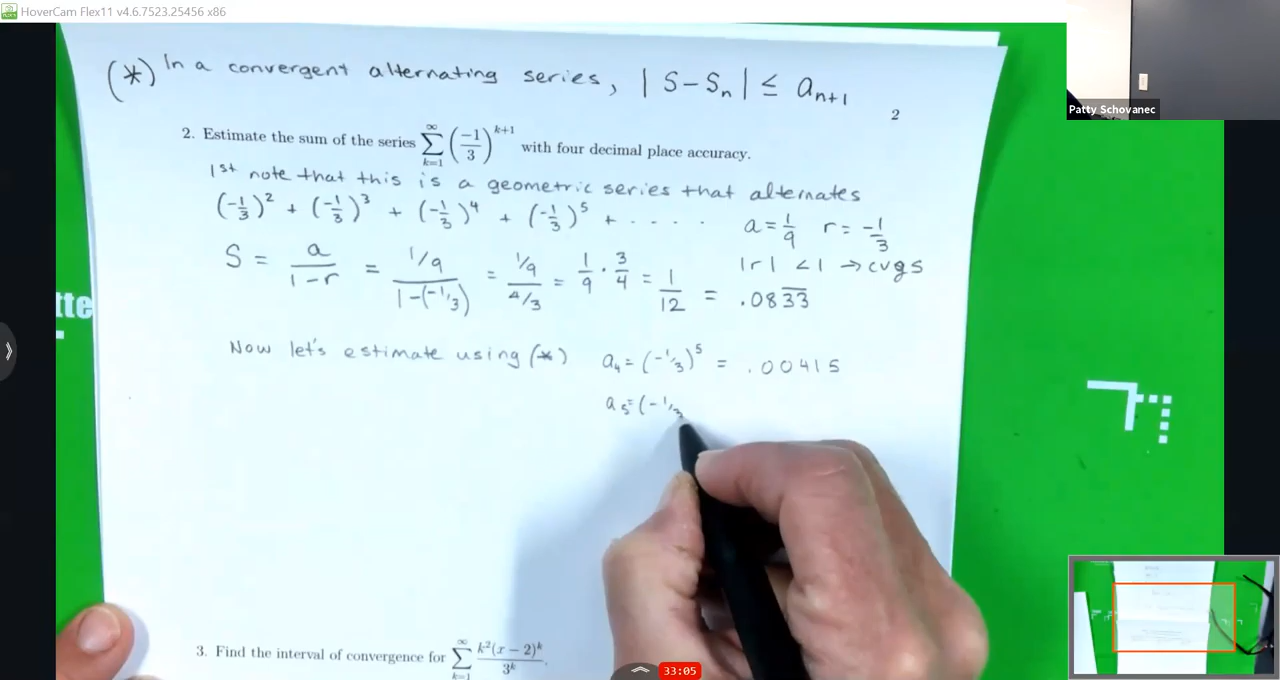 HoverCam Flex11 v4.6.7523.25456 x86
(*) In a convergent alternating series, | S - Sₙ | ≤ aₙ₊₁
Patty Schovanec
2
2. Estimate the sum of the series ∑_{k=1}^{∞} (-1/3)^{k+1} with four decimal place accuracy.
1st note that this is a geometric series that alternates
(-1/3)² + (-1/3)³ + (-1/3)⁴ + (-1/3)⁵ + · · · · a = 1/9 r = -1/3
|r| < 1 → cvgs
S = a/(1-r) = (1/9)/(1-(-1/3)) = (1/9)/(4/3) = 1/9 · 3/4 = 1/12 = .083̅3̅
tte
Now let's estimate using (*) a₄ = (-1/3)⁵ = .00415
a₅ = (-1/3
3. Find the interval of convergence for ∑_{k=1}^{∞} k²(x - 2)^k / 3^k.
33:05